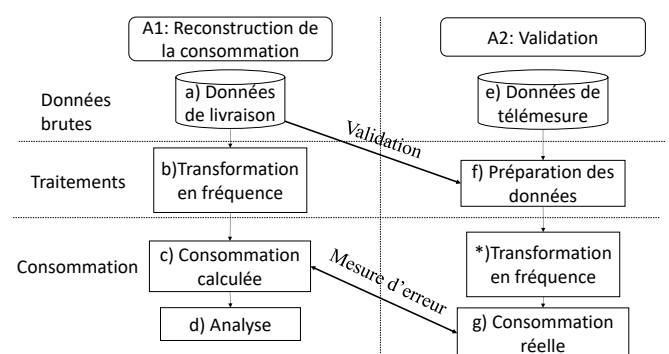 A1: Reconstruction de
la consommation
A2: Validation
Données
brutes
a) Données
de livraison
e) Données de
télémesure
Validation
Traitements
b)Transformation
en fréquence
f) Préparation des
données
Consommation
c) Consommation
calculée
*)Transformation
en fréquence
Mesure d'erreur
d) Analyse
g) Consommation
réelle